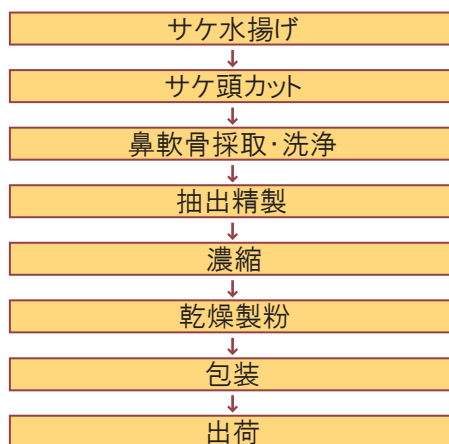 サケ水揚げ
↓
サケ頭カット
↓
鼻軟骨採取・洗浄
↓
抽出精製
↓
濃縮
↓
乾燥製粉
↓
包装
↓
出荷